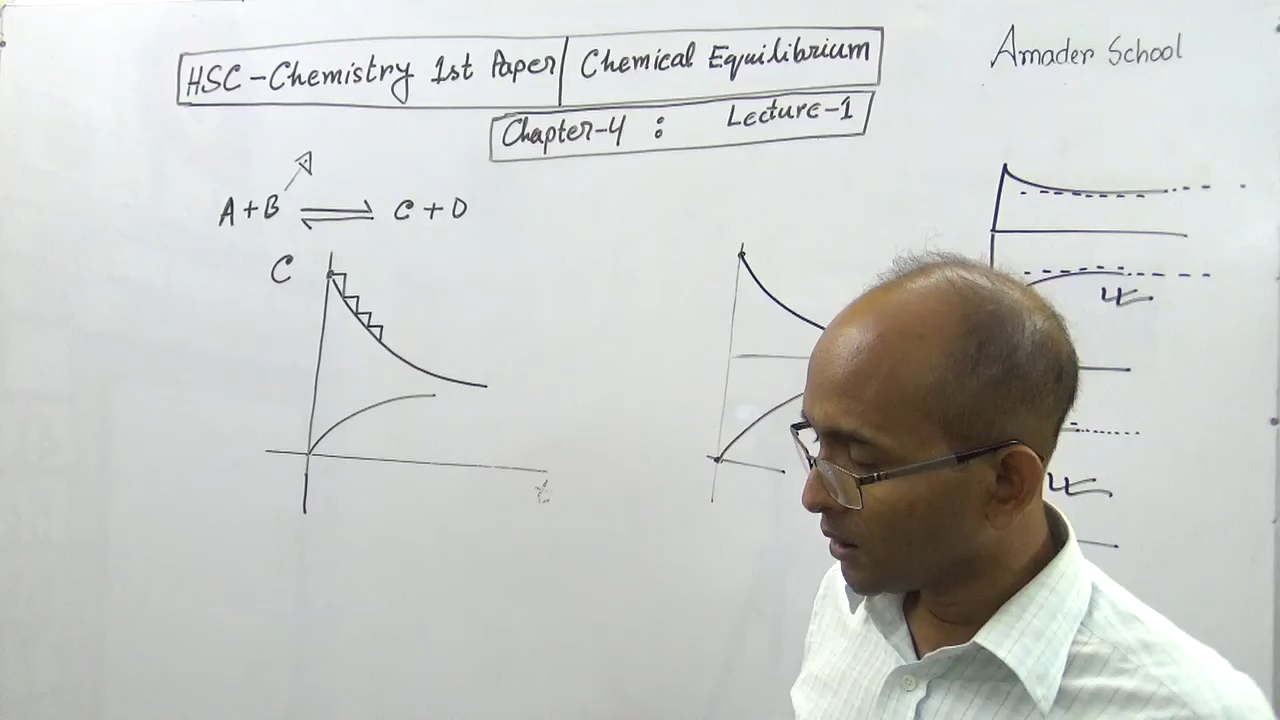 HSC-Chemistry 1st Paper | Chemical Equilibrium
Amader School
Chapter-4 : Lecture-1
A+B ⇌ C+D
C
t